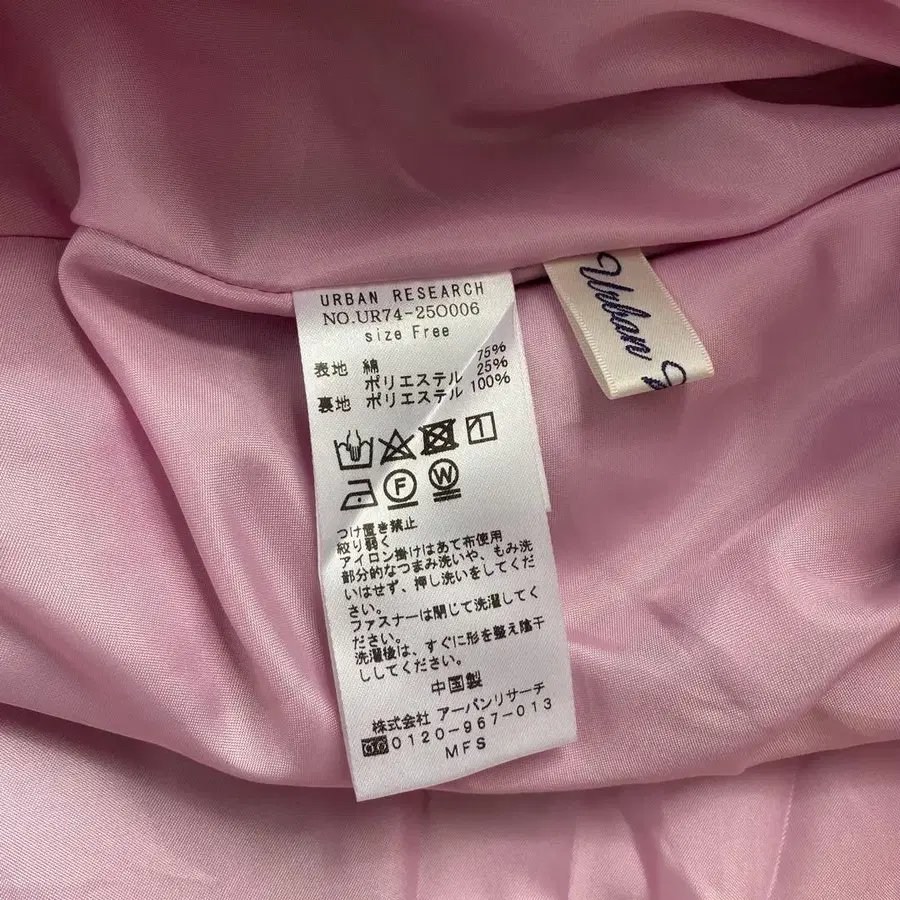 URBAN RESEARCH
NO.UR74-25O006
size Free
表地 綿 75%
ポリエステル 25%
裏地 ポリエステル 100%
F W
つけ置き禁止
絞り弱く
アイロン掛けはあて布使用
部分的なつまみ洗いや、もみ洗
いはせず、押し洗いをしてくだ
さい。
ファスナーは閉じて洗濯してく
ださい。
洗濯後は、すぐに形を整え陰干
ししてください。
中国製
株式会社 アーバンリサーチ
0120-967-013
MFS
Urban